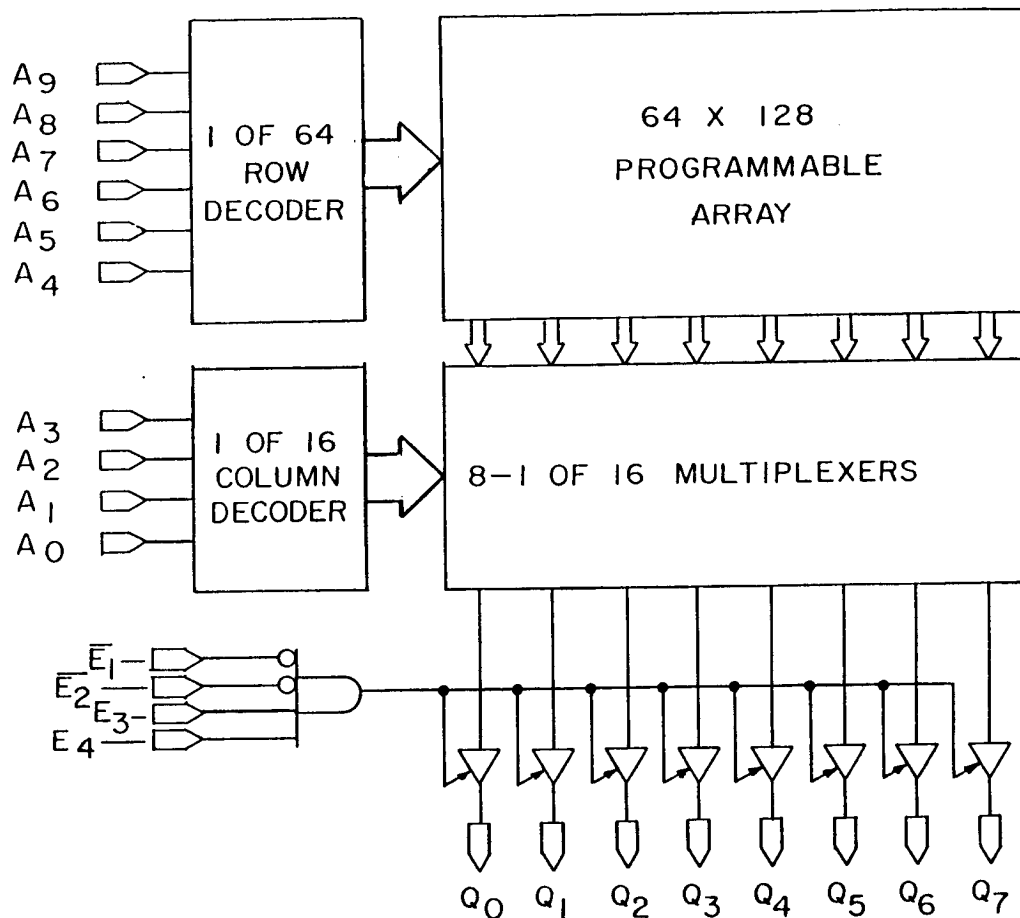 A9
A8
A7
A6
A5
A4
1 OF 64
ROW
DECODER
64 X 128
PROGRAMMABLE
ARRAY
A3
A2
A1
A0
1 OF 16
COLUMN
DECODER
8-1 OF 16 MULTIPLEXERS
E̅1
E̅2
E3
E4
Q0 Q1 Q2 Q3 Q4 Q5 Q6 Q7